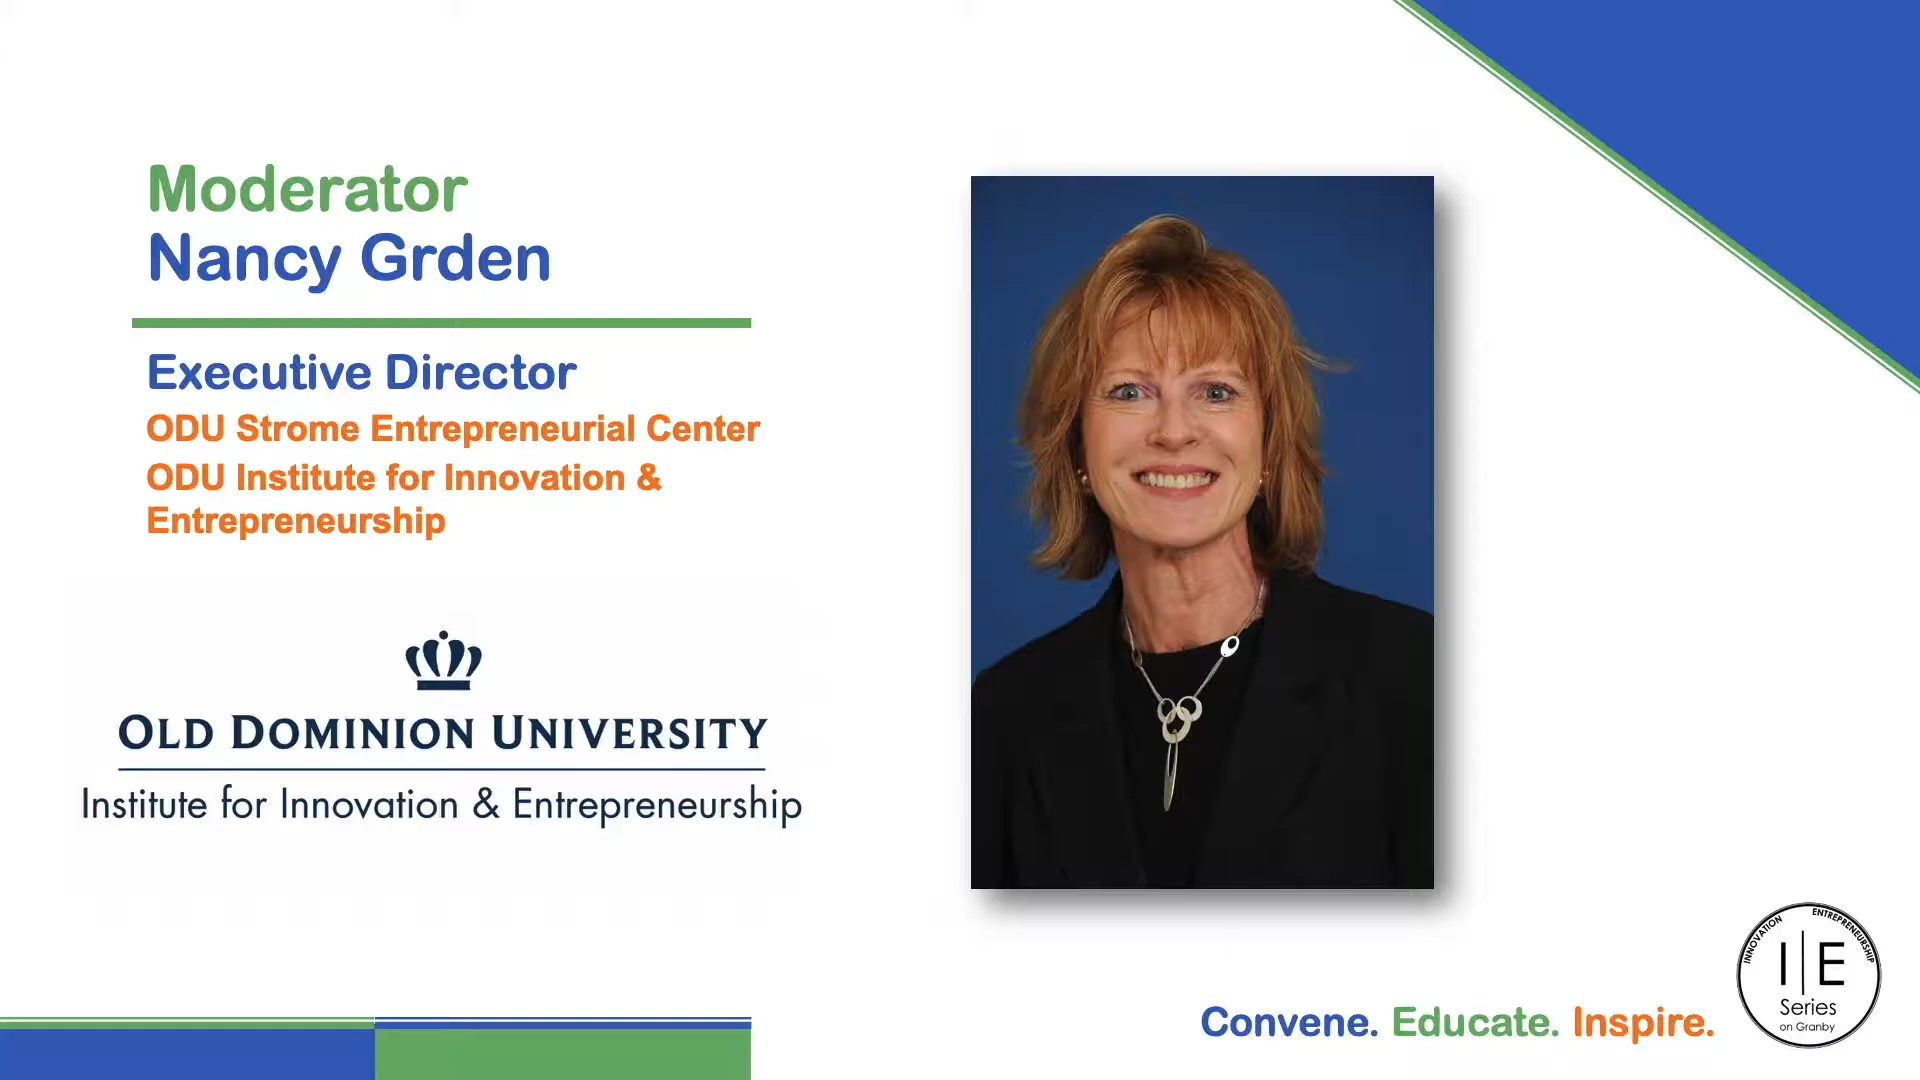 Moderator
Nancy Grden
Executive Director
ODU Strome Entrepreneurial Center
ODU Institute for Innovation &
Entrepreneurship
OLD DOMINION UNIVERSITY
Institute for Innovation & Entrepreneurship
Convene. Educate. Inspire.
INNOVATION ENTREPRENEURSHIP
I|E
Series
on Granby